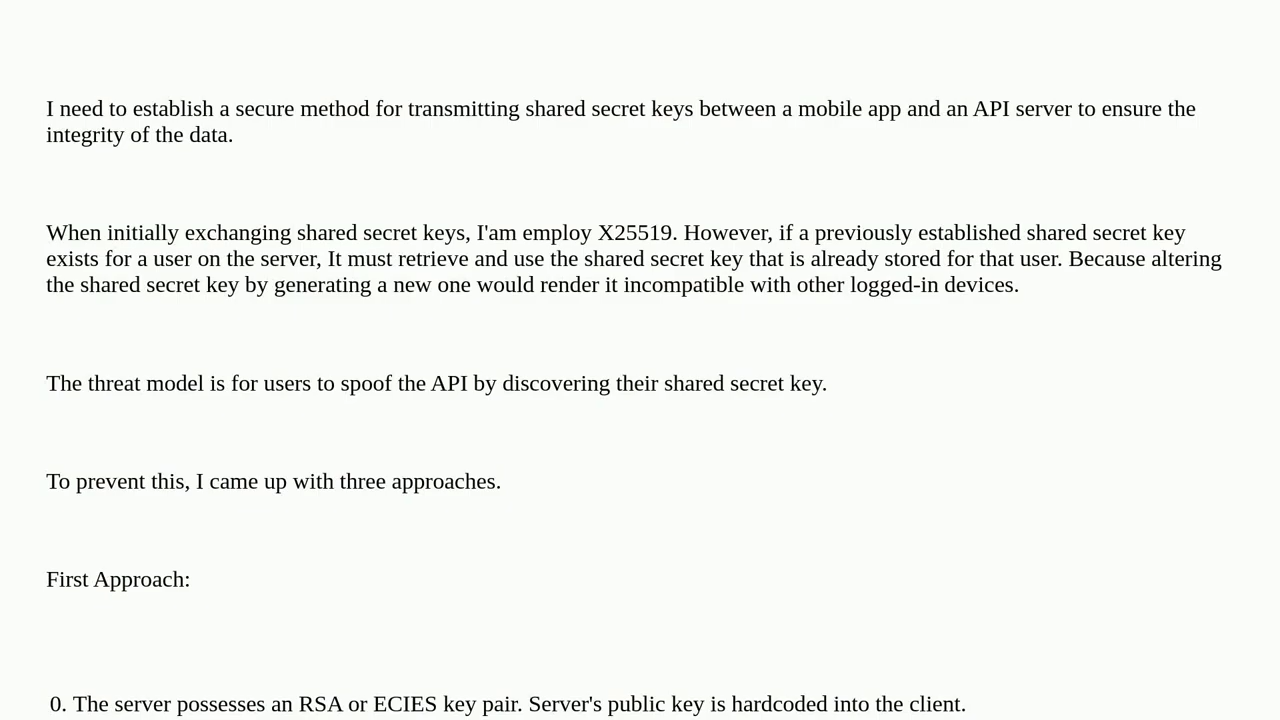 I need to establish a secure method for transmitting shared secret keys between a mobile app and an API server to ensure the
integrity of the data.
When initially exchanging shared secret keys, I'am employ X25519. However, if a previously established shared secret key
exists for a user on the server, It must retrieve and use the shared secret key that is already stored for that user. Because altering
the shared secret key by generating a new one would render it incompatible with other logged-in devices.
The threat model is for users to spoof the API by discovering their shared secret key.
To prevent this, I came up with three approaches.
First Approach:
0. The server possesses an RSA or ECIES key pair. Server's public key is hardcoded into the client.